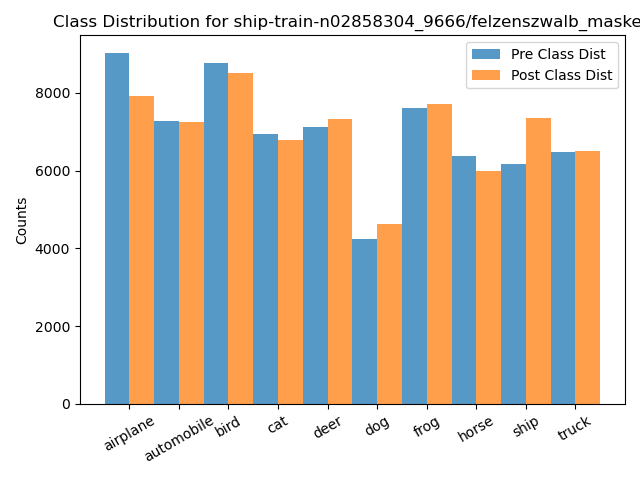 Class Distribution for ship-train-n02858304_9666/felzenszwalb_maske
Pre Class Dist
Post Class Dist
Counts
8000
6000
4000
2000
0
airplane
automobile
bird
cat
deer
dog
frog
horse
ship
truck